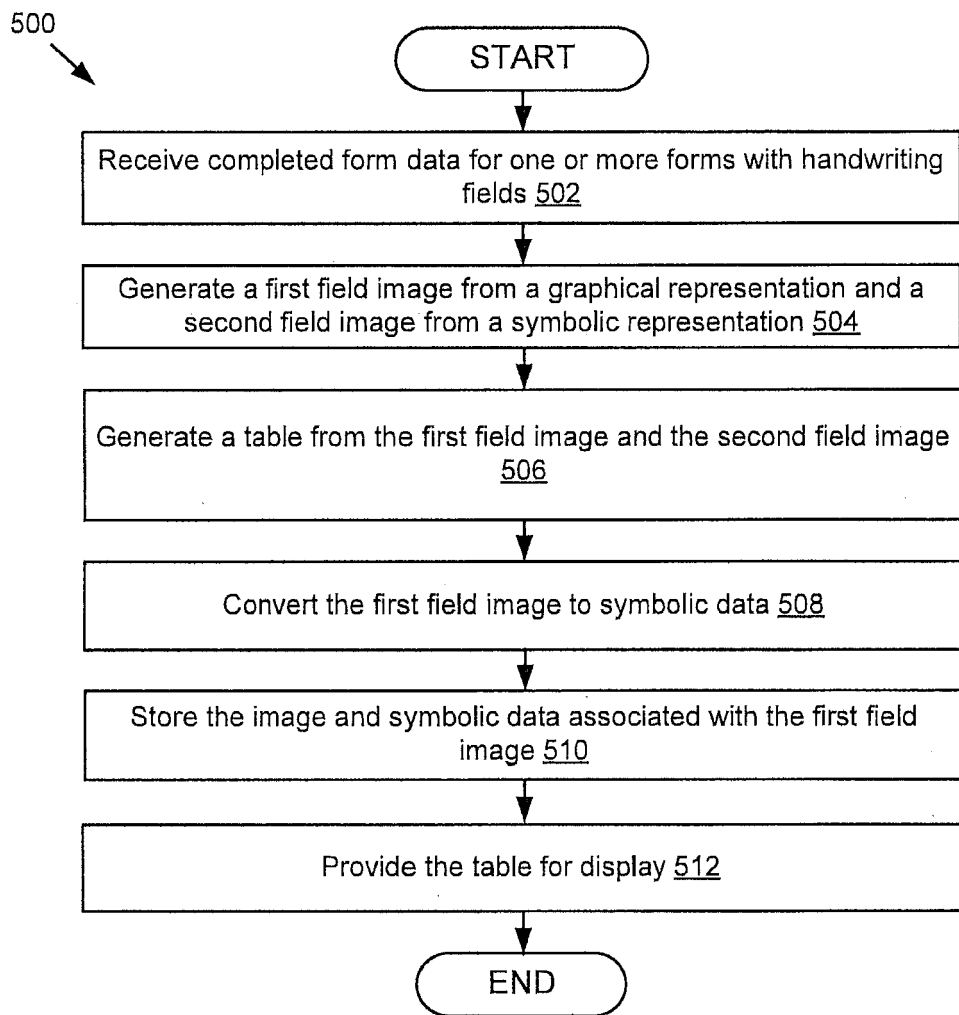 500
START
Receive completed form data for one or more forms with handwriting
fields 502
Generate a first field image from a graphical representation and a
second field image from a symbolic representation 504
Generate a table from the first field image and the second field image
506
Convert the first field image to symbolic data 508
Store the image and symbolic data associated with the first field
image 510
Provide the table for display 512
END